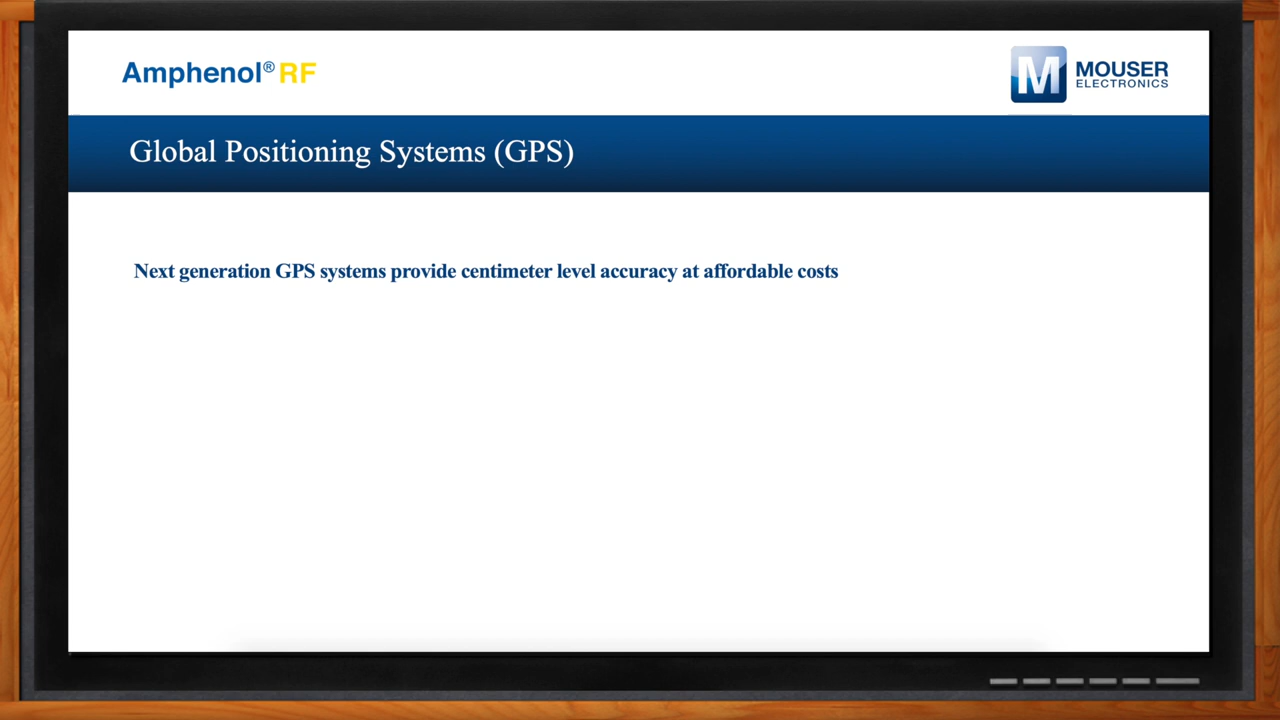 Amphenol® RF
M MOUSER
ELECTRONICS
Global Positioning Systems (GPS)
Next generation GPS systems provide centimeter level accuracy at affordable costs